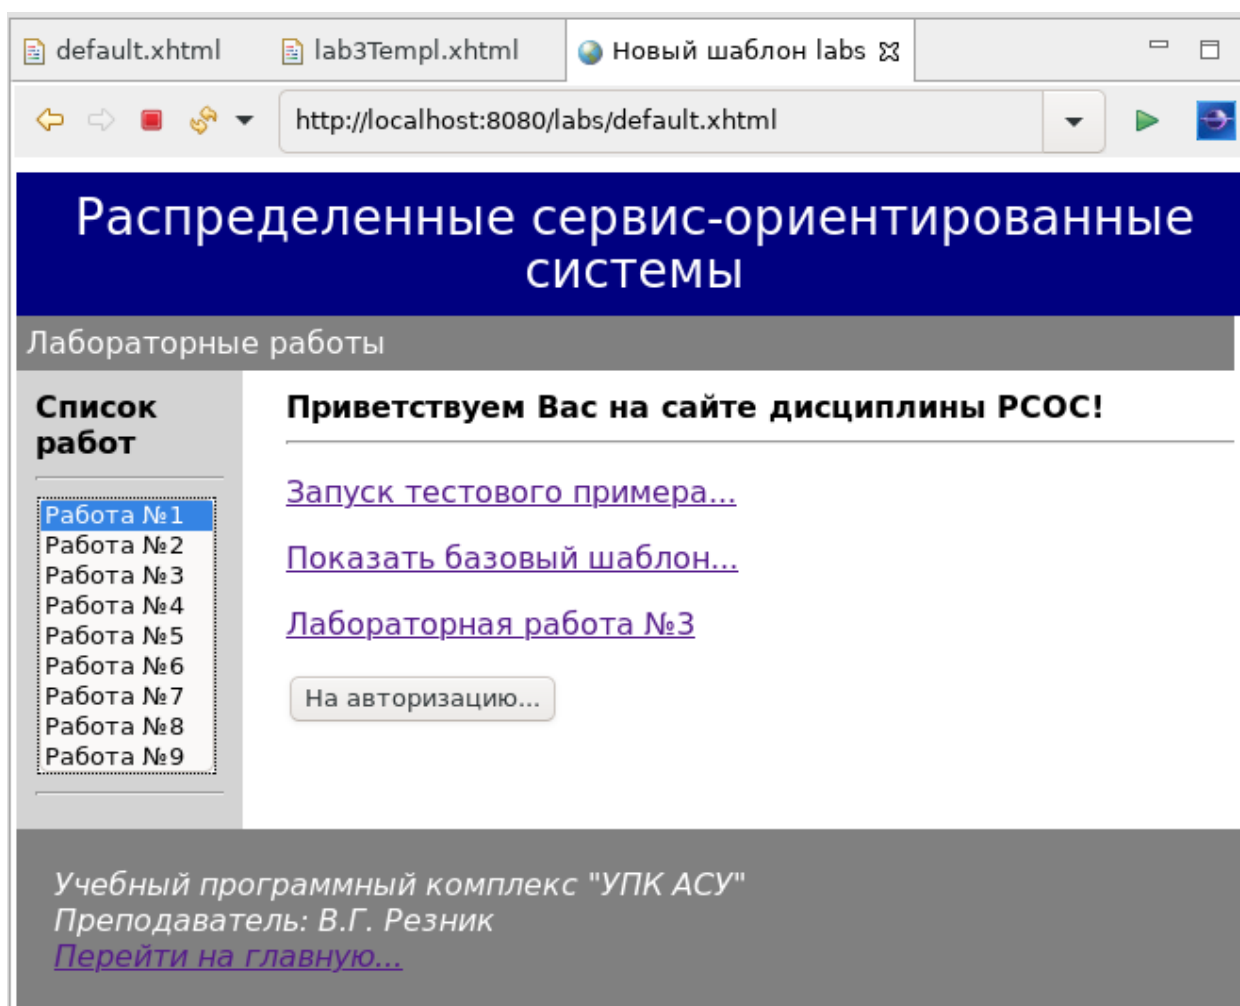 default.xhtml
lab3Templ.xhtml
Новый шаблон labs
http://localhost:8080/labs/default.xhtml
Распределенные сервис-ориентированные
системы
Лабораторные работы
Список
работ
Работа №1
Работа №2
Работа №3
Работа №4
Работа №5
Работа №6
Работа №7
Работа №8
Работа №9
Приветствуем Вас на сайте дисциплины РСОС!
Запуск тестового примера...
Показать базовый шаблон...
Лабораторная работа №3
На авторизацию...
Учебный программный комплекс "УПК АСУ"
Преподаватель: В.Г. Резник
Перейти на главную...